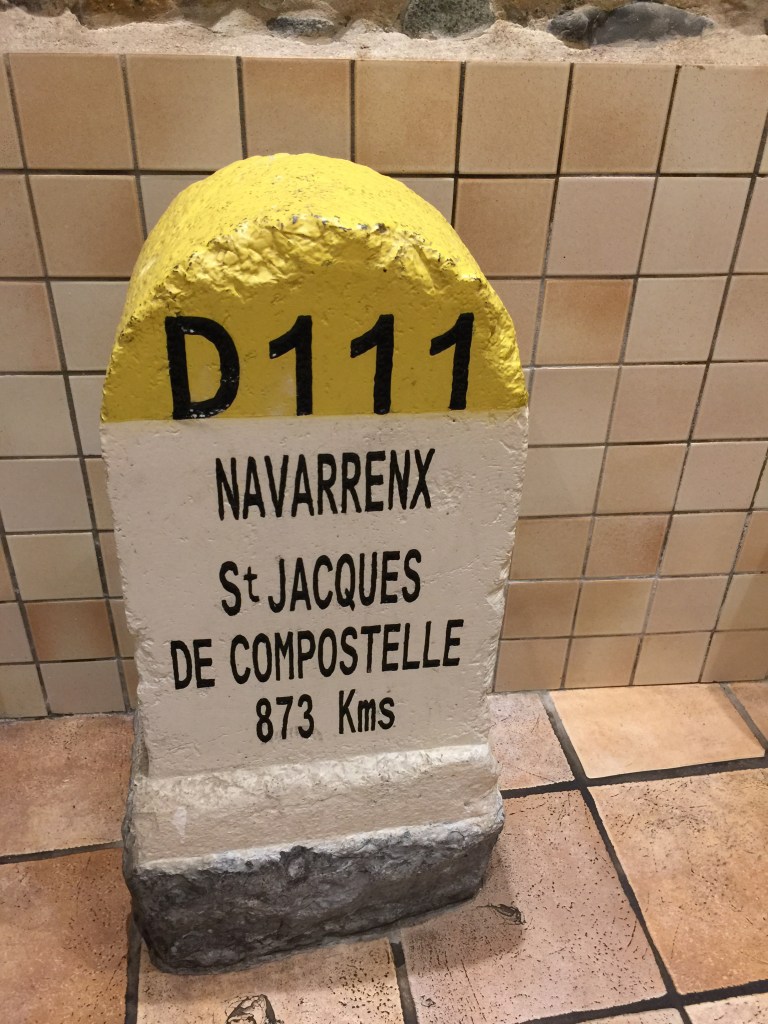 D111
NAVARRENX
St JACQUES
DE COMPOSTELLE
873 Kms